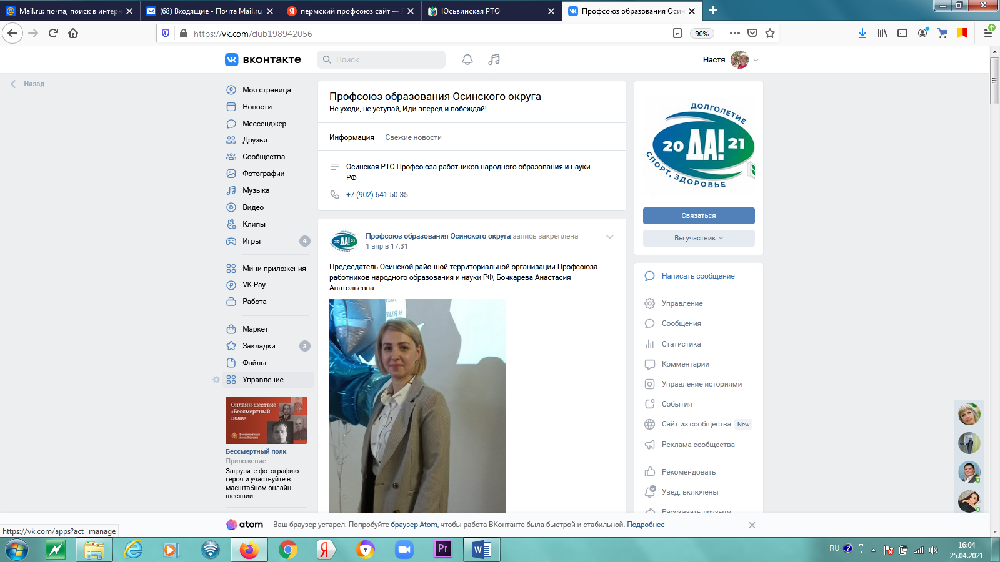 Mail.ru: почта, поиск в интерн
(68) Входящие - Почта Mail.ru
пермский профсоюз сайт —
Юсьвинская РТО
Профсоюз образования Осин
https://vk.com/club198942056
90%
вконтакте
Поиск
Настя
Назад
Моя страница
Новости
Мессенджер
Друзья
Сообщества
Фотографии
Музыка
Видео
Клипы
Игры
4
Мини-приложения
VK Pay
Работа
Маркет
Закладки
3
Файлы
Управление
Онлайн-шествие
«Бессмертный
полк»
Бессмертный
полк России
Бессмертный полк
Приложение
Загрузите фотографию
героя и участвуйте в
масштабном онлайн-
шествии.
Профсоюз образования Осинского округа
Не уходи, не уступай, Иди вперед и побеждай!
Информация
Свежие новости
Осинская РТО Профсоюза работников народного образования и науки
РФ
+7 (902) 641-50-35
20 ДА! 21
Профсоюз образования Осинского округа запись закреплена
1 апр в 17:31
Председатель Осинской районной территориальной организации Профсоюза
работников народного образования и науки РФ, Бочкарева Анастасия
Анатольевна
ДОЛГОЛЕТИЕ
20 ДА! 21
СПОРТ, ЗДОРОВЬЕ
Связаться
Вы участник
Написать сообщение
Управление
Сообщения
Статистика
Комментарии
Управление историями
События
Сайт из сообщества New
Реклама сообщества
Рекомендовать
Увед. включены
Рассказать друзьям
atom
Ваш браузер устарел. Попробуйте браузер Atom, чтобы работа ВКонтакте была быстрой и стабильной. Подробнее
https://vk.com/apps?act=manage
RU
16:04
25.04.2021